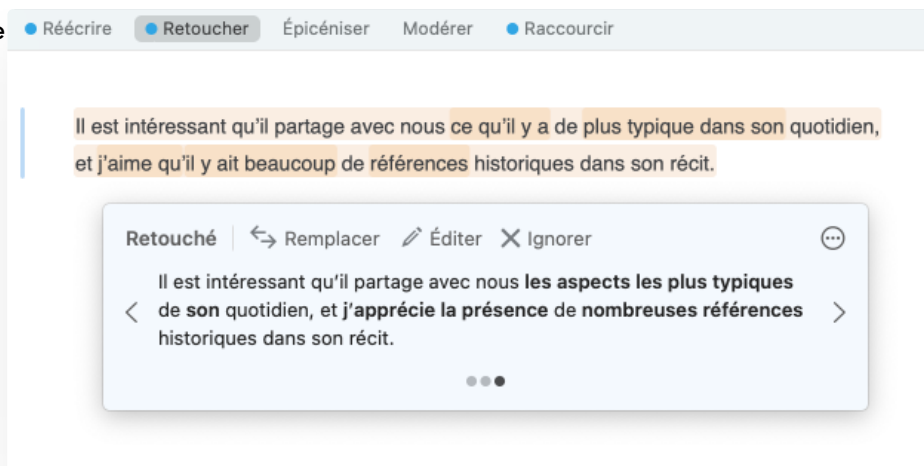 e
Réécrire Retoucher Épicéniser Modérer Raccourcir
Il est intéressant qu'il partage avec nous ce qu'il y a de plus typique dans son quotidien,
et j'aime qu'il y ait beaucoup de références historiques dans son récit.
Retouché Remplacer Éditer Ignorer
Il est intéressant qu'il partage avec nous les aspects les plus typiques
de son quotidien, et j'apprécie la présence de nombreuses références
historiques dans son récit.